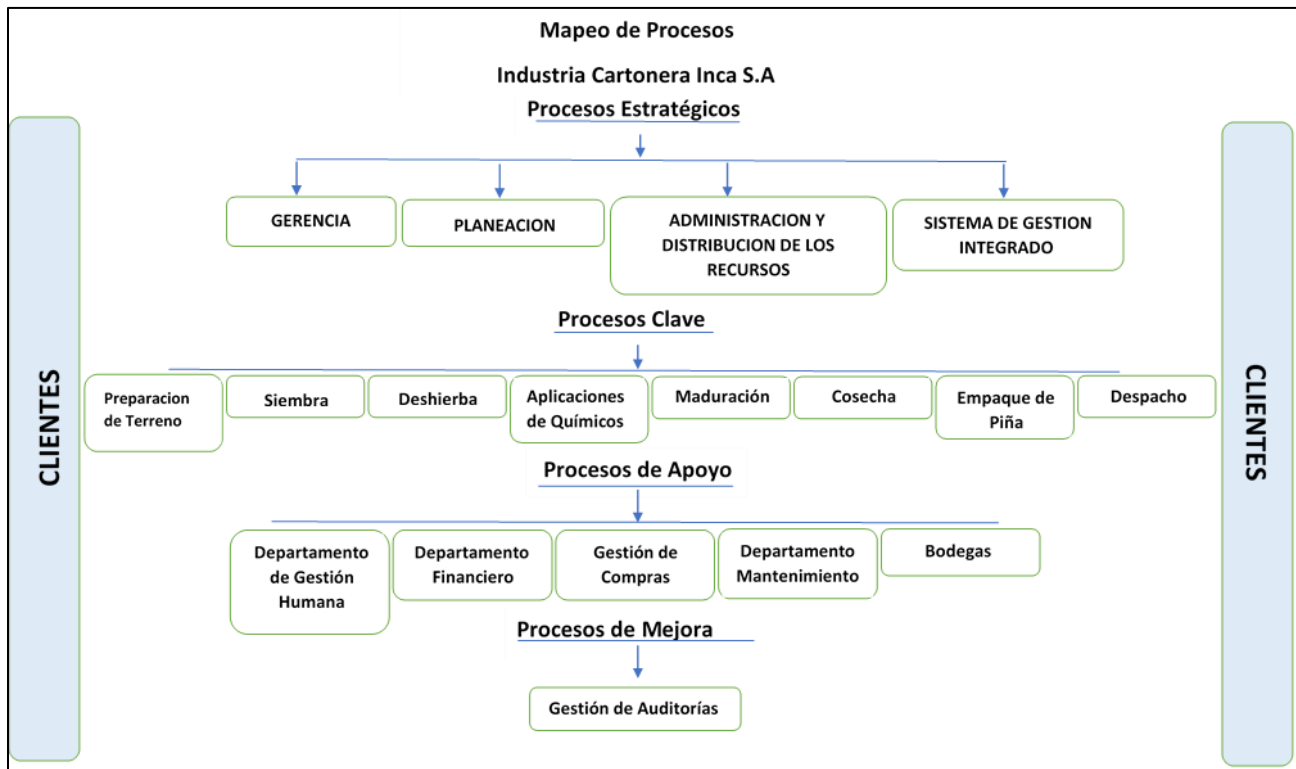 Mapeo de Procesos
Industria Cartonera Inca S.A
Procesos Estratégicos
CLIENTES
GERENCIA
PLANEACION
ADMINISTRACION Y
DISTRIBUCION DE LOS
RECURSOS
SISTEMA DE GESTION
INTEGRADO
CLIENTES
Procesos Clave
Preparacion
de Terreno
Siembra
Deshierba
Aplicaciones
de Químicos
Maduración
Cosecha
Empaque de
Piña
Despacho
Procesos de Apoyo
Departamento
de Gestión
Humana
Departamento
Financiero
Gestión de
Compras
Departamento
Mantenimiento
Bodegas
Procesos de Mejora
Gestión de Auditorías